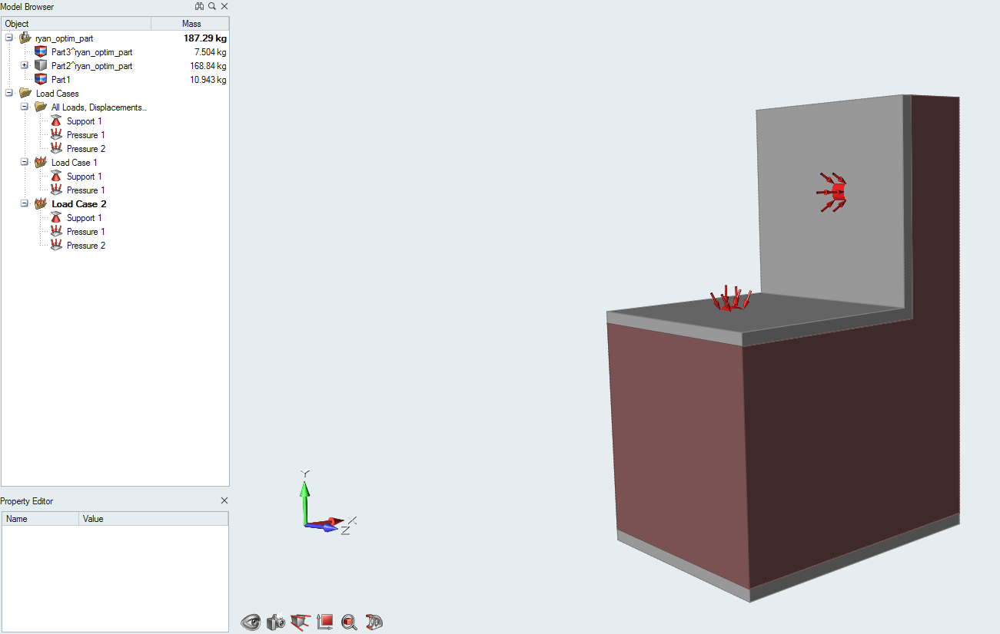 Model Browser
Object Mass
ryan_optim_part 187.29 kg
Part3^ryan_optim_part 7.504 kg
Part2^ryan_optim_part 168.84 kg
Part1 10.943 kg
Load Cases
All Loads, Displacements...
Support 1
Pressure 1
Pressure 2
Load Case 1
Support 1
Pressure 1
Load Case 2
Support 1
Pressure 1
Pressure 2
Y
X
Z
Property Editor
Name Value